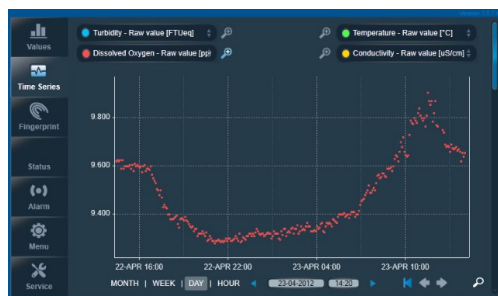 Values
Time Series
Fingerprint
Status
Alarm
Menu
Service
Turbidity - Raw value [FTUeq]
Temperature - Raw value [°C]
Dissolved Oxygen - Raw value [pp
Conductivity - Raw value [uS/cm]
9.800
9.600
9.400
22-APR 16:00
22-APR 22:00
23-APR 04:00
23-APR 10:00
MONTH | WEEK | DAY | HOUR 23-04-2012 14:20